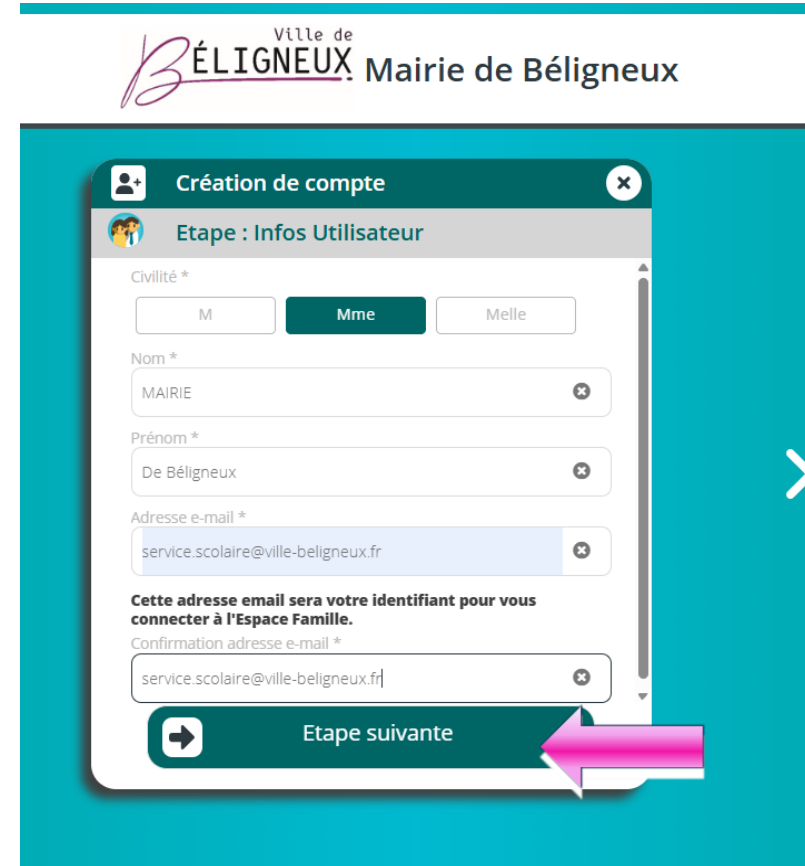 Ville de
BÉLIGNEUX
Mairie de Béligneux
Création de compte
Etape : Infos Utilisateur
Civilité *
M Mme Melle
Nom *
MAIRIE
Prénom *
De Béligneux
Adresse e-mail *
service.scolaire@ville-beligneux.fr
Cette adresse email sera votre identifiant pour vous
connecter à l'Espace Famille.
Confirmation adresse e-mail *
service.scolaire@ville-beligneux.fr
Etape suivante